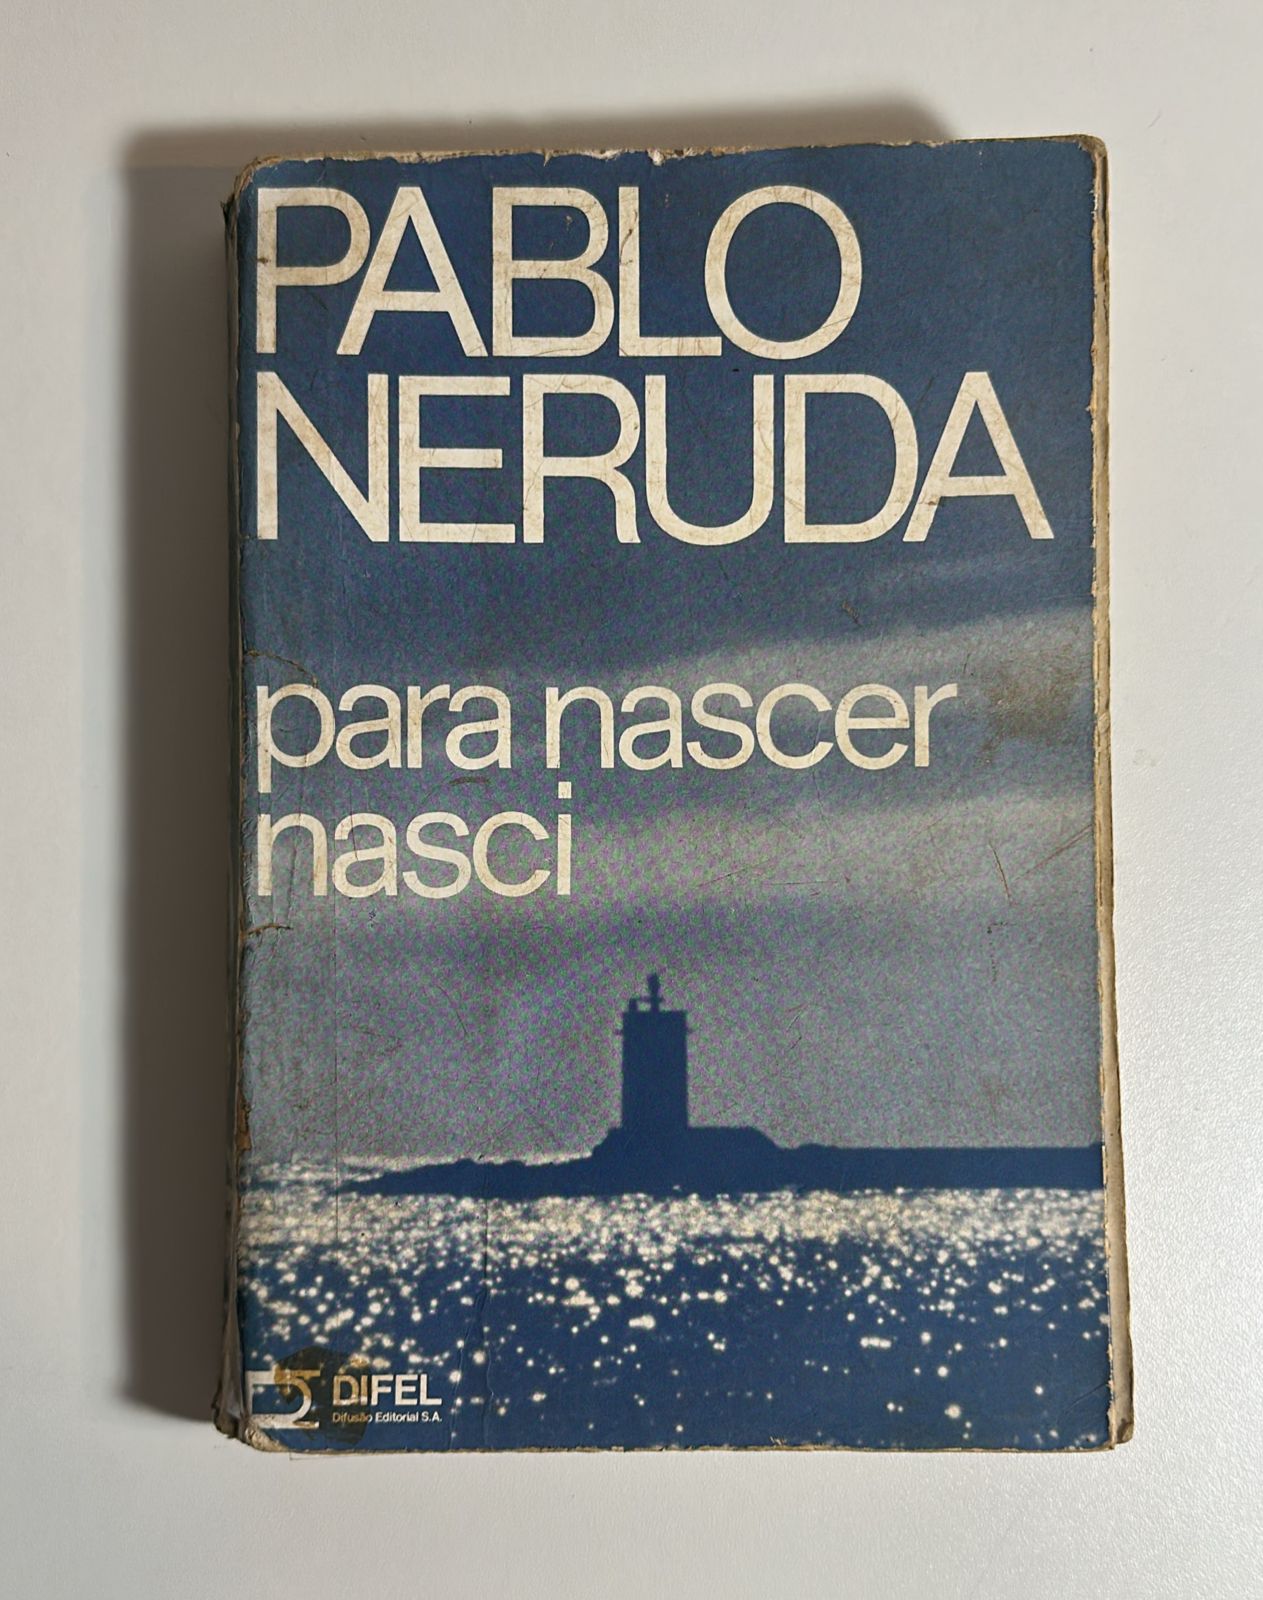 PABLO
NERUDA
para nascer
nasci
DIFEL
Difusão Editorial S.A.